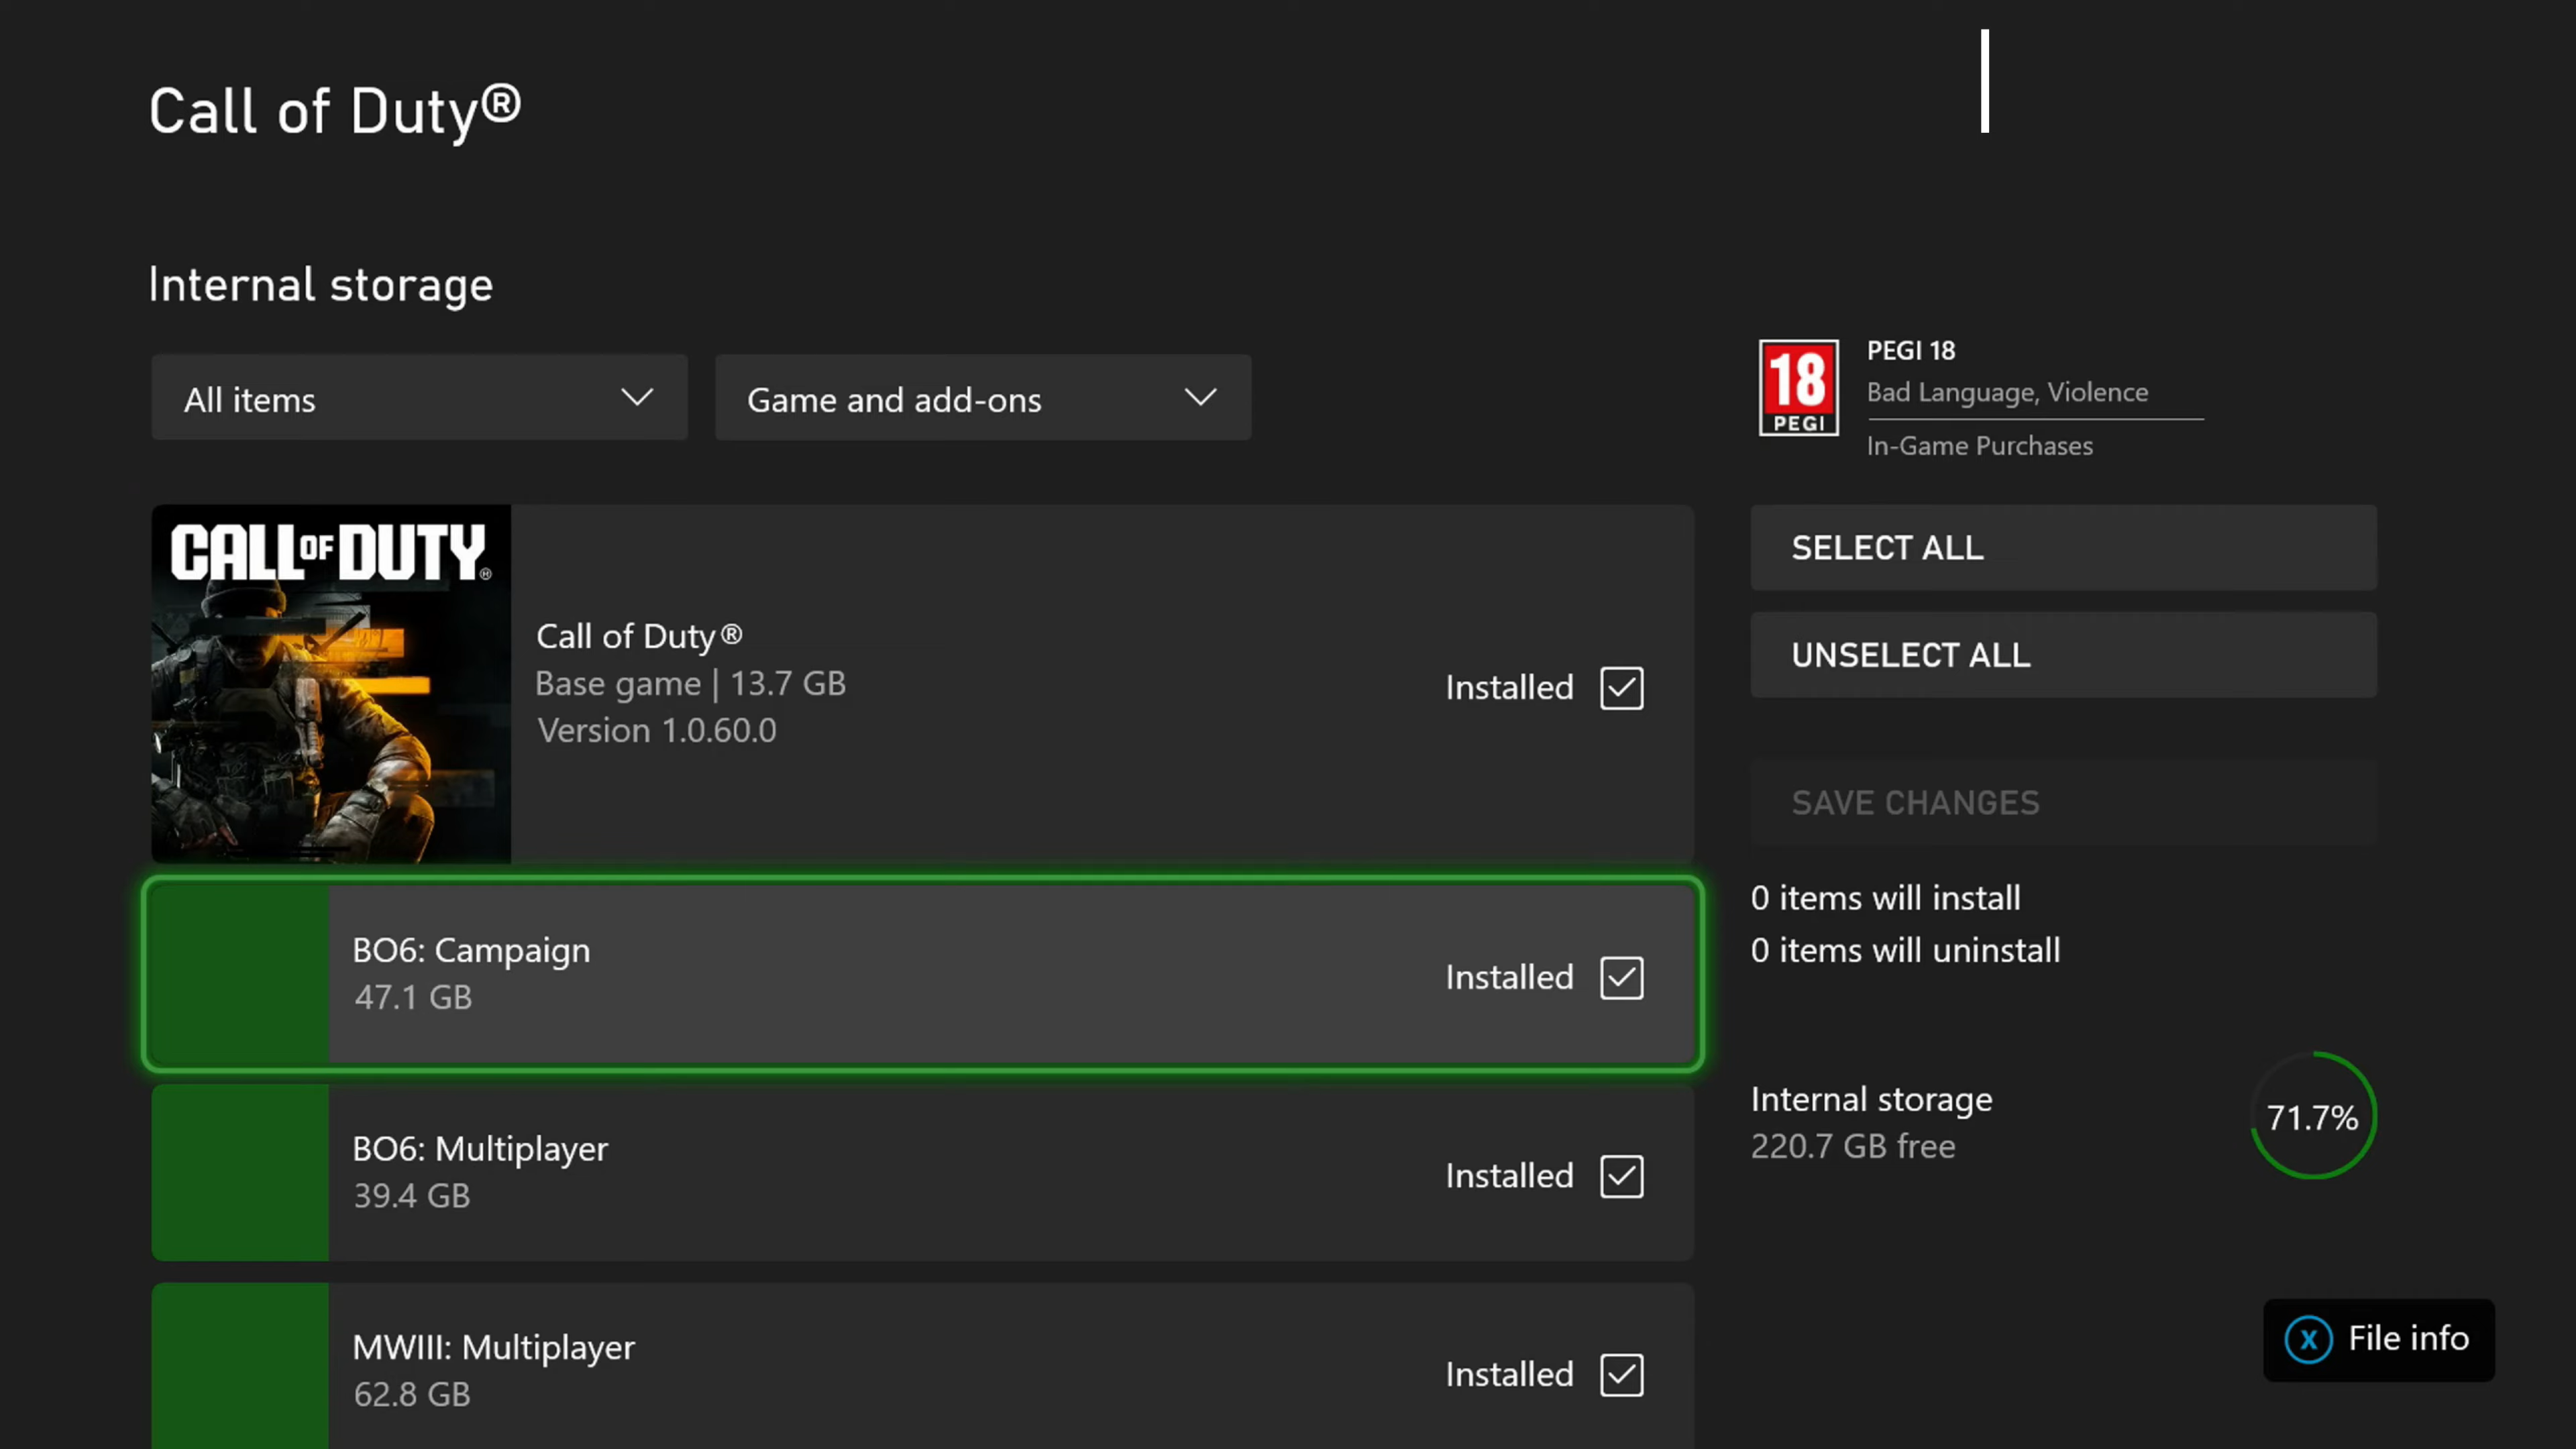 Call of Duty®
Internal storage
All items
Game and add-ons
18
PEGI
PEGI 18
Bad Language, Violence
In-Game Purchases
CALL OF DUTY®
Call of Duty®
Base game | 13.7 GB
Version 1.0.60.0
Installed
BO6: Campaign
47.1 GB
Installed
BO6: Multiplayer
39.4 GB
Installed
MWIII: Multiplayer
62.8 GB
Installed
SELECT ALL
UNSELECT ALL
SAVE CHANGES
0 items will install
0 items will uninstall
Internal storage
220.7 GB free
71.7%
X File info